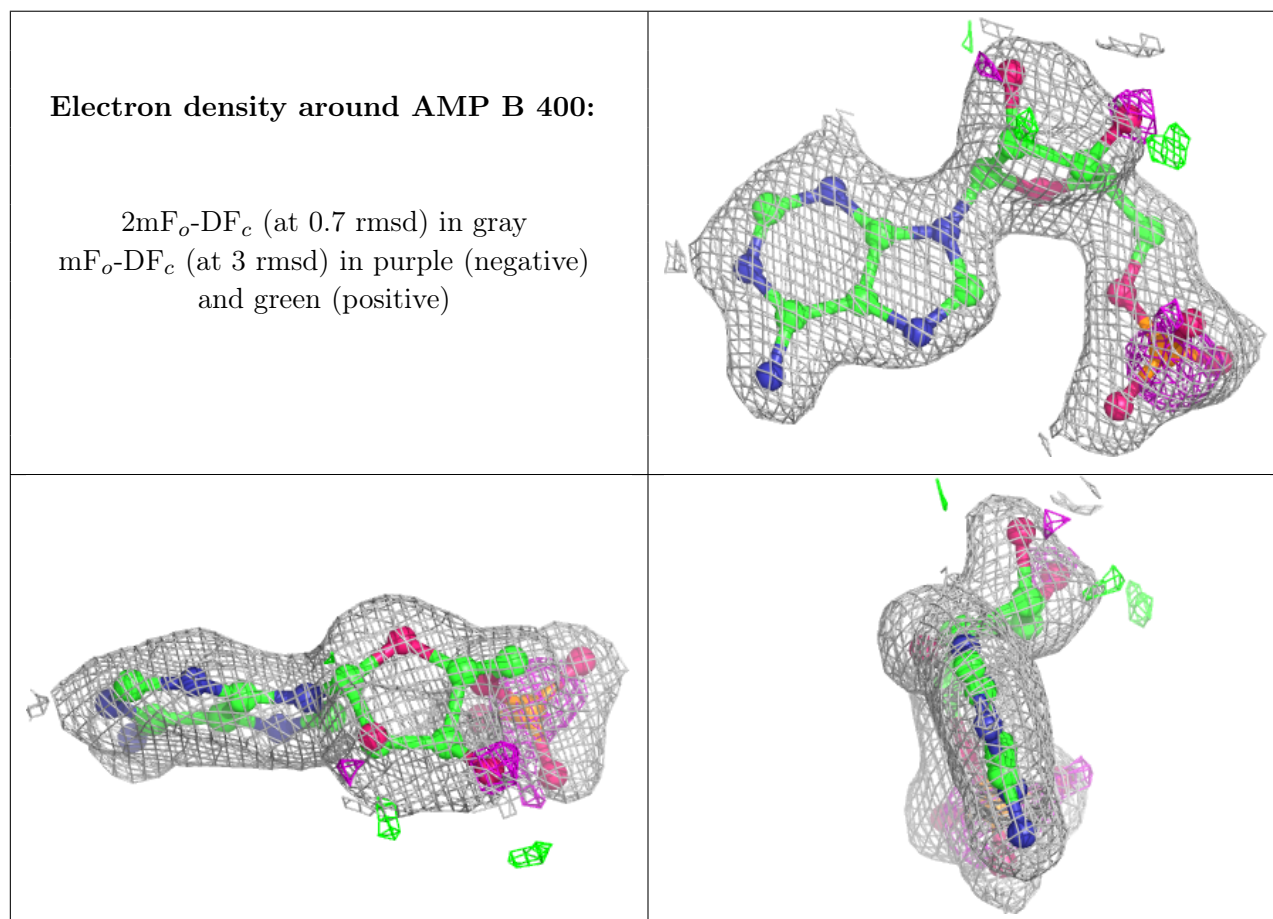 Electron density around AMP B 400:
2mFo-DFc (at 0.7 rmsd) in gray
mFo-DFc (at 3 rmsd) in purple (negative)
and green (positive)